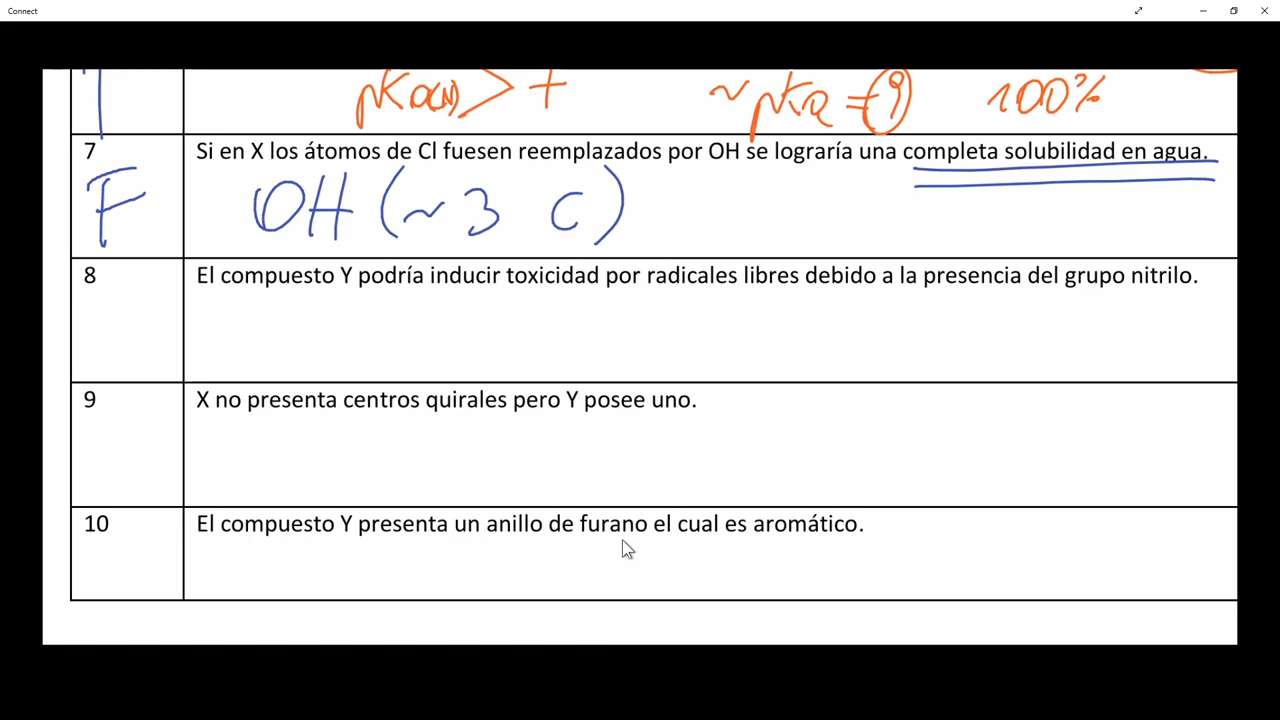 Connect
pKa(N) > + ~ pKa = 9 100%
7 Si en X los átomos de Cl fuesen reemplazados por OH se lograría una completa solubilidad en agua.
F OH (~ 3 C)
8 El compuesto Y podría inducir toxicidad por radicales libres debido a la presencia del grupo nitrilo.
9 X no presenta centros quirales pero Y posee uno.
10 El compuesto Y presenta un anillo de furano el cual es aromático.